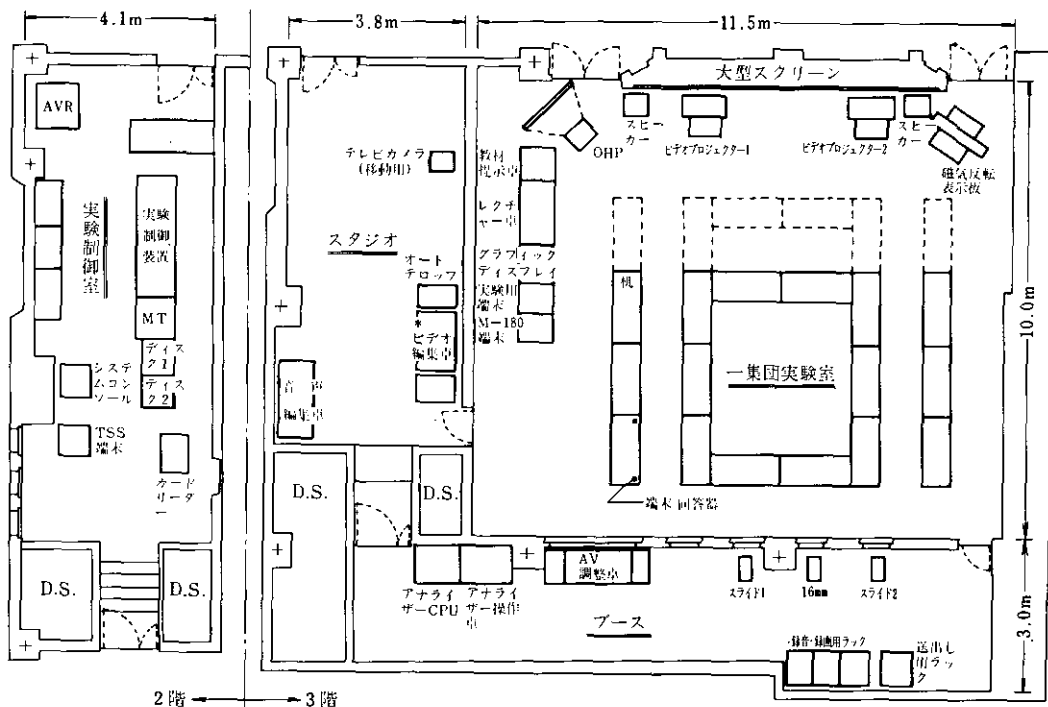 4.1m
3.8m
11.5m
AVR
実験制御室
実験
制御
装置
MT
ディス
ク1
ディス
ク2
システ
ムコン
ソール
TSS
端末
カード
リーダ
ー
D.S.
D.S.
テレビカメラ
(移動用)
スタジオ
オート
テロップ
*
ビデオ
編集卓
音声
編集卓
D.S.
D.S.
大型スクリーン
OHP
スピー
カー
ビデオプロジェクター1
ビデオプロジェクター2
スピー
カー
磁気反転
表示板
教材
提示卓
レクチ
ャー卓
グラフィック
ディスプレイ
実験用
端末
M-180
端末
机
一集団実験室
端末回答器
10.0m
アナライ
ザーCPU
アナライ
ザー操作
卓
AV
調整卓
スライド1
16mm
スライド2
ブース
録音・録画用ラック
送出し
用ラッ
ク
3.0m
2階
3階